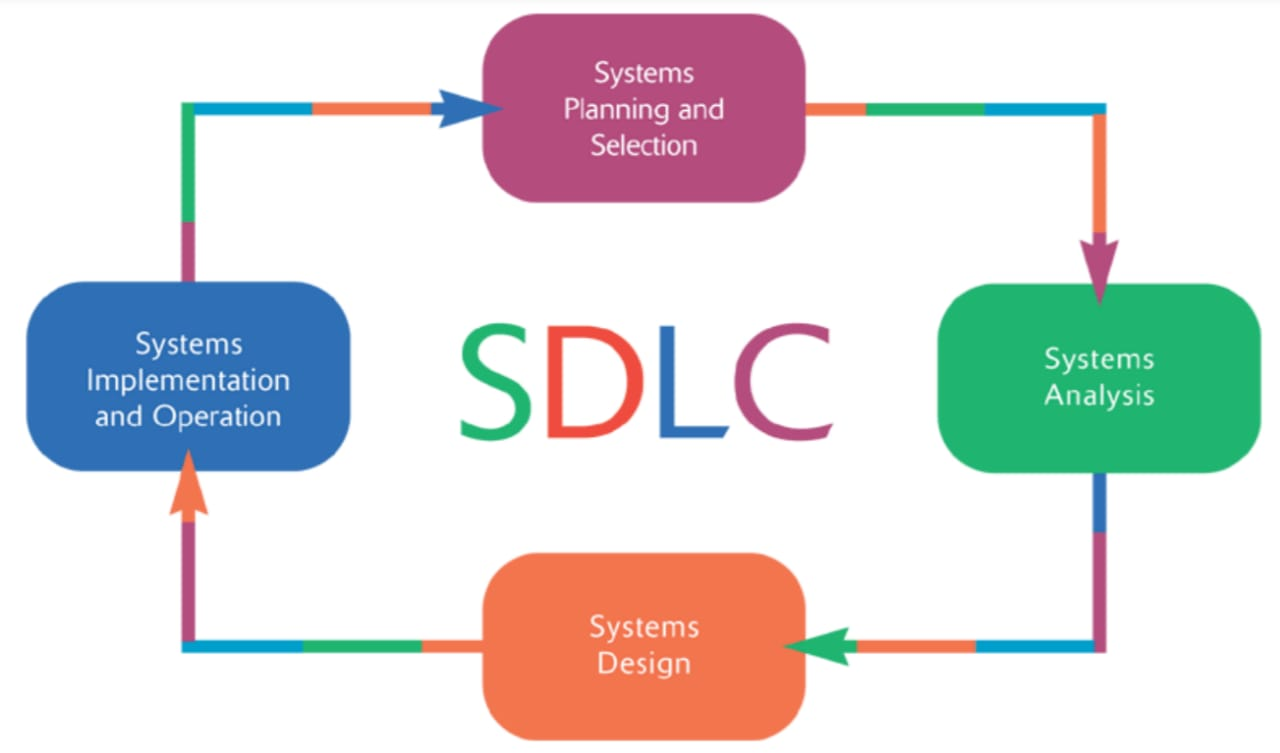 Systems
Planning and
Selection
Systems
Implementation
and Operation
SDLC
Systems
Analysis
Systems
Design